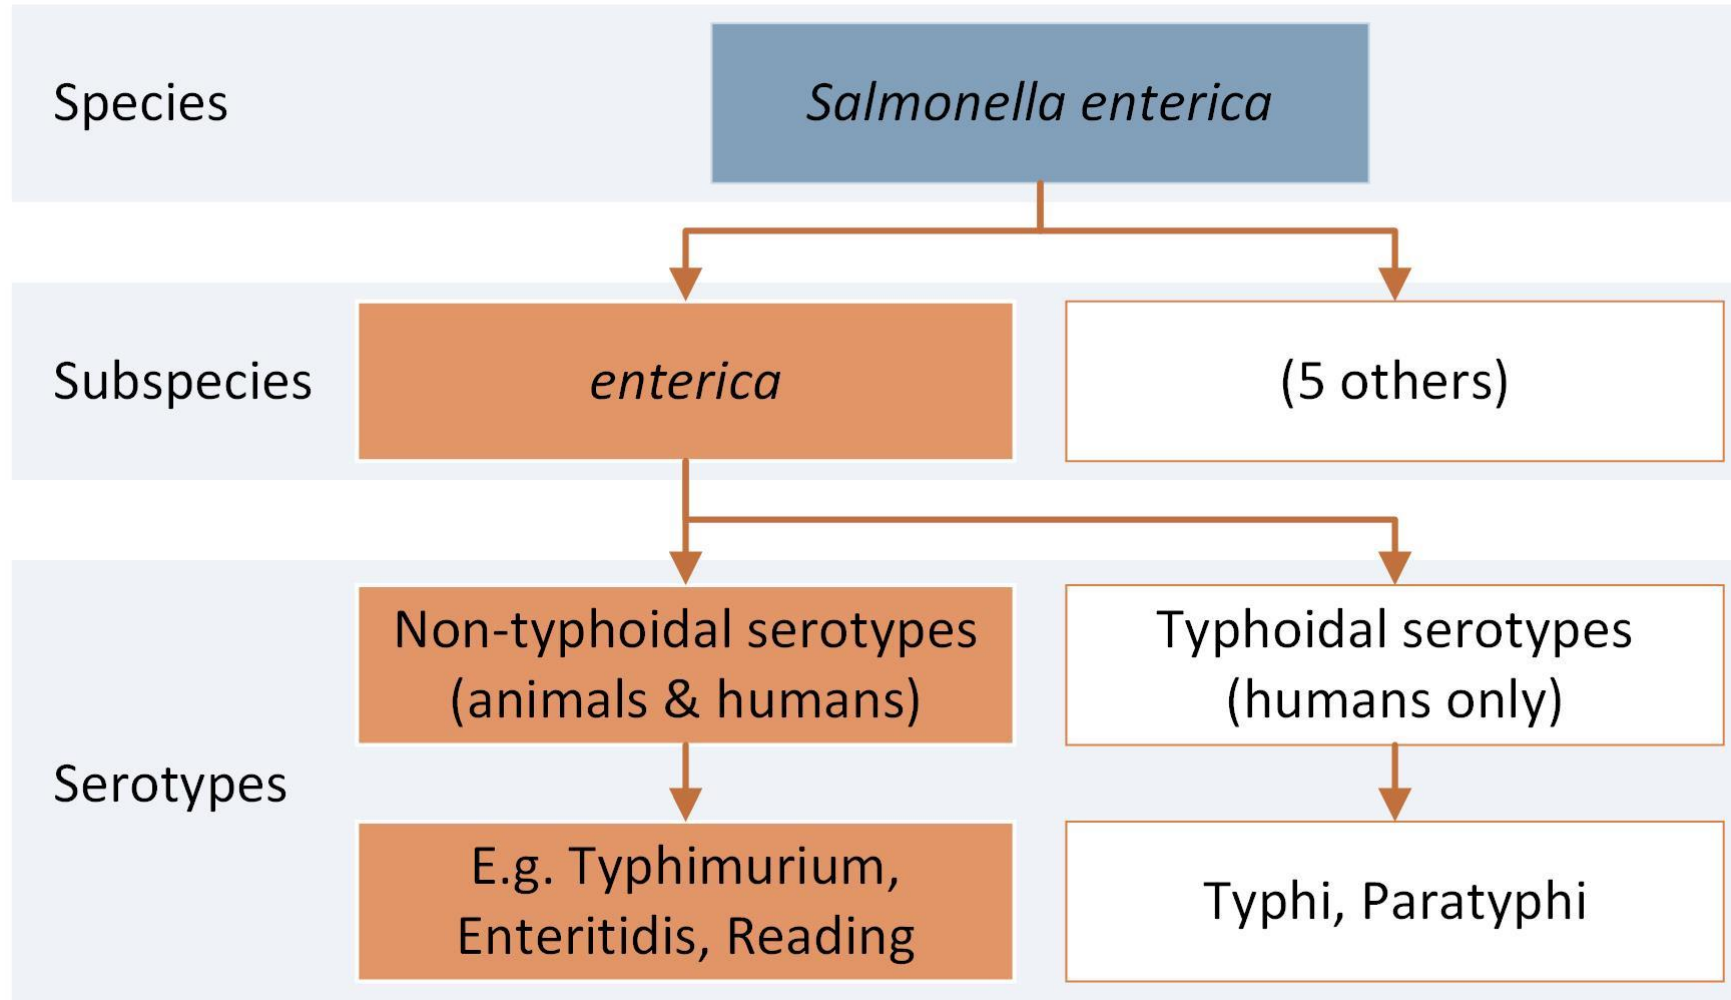 Species
Salmonella enterica
Subspecies
enterica
(5 others)
Serotypes
Non-typhoidal serotypes
(animals & humans)
Typhoidal serotypes
(humans only)
E.g. Typhimurium,
Enteritidis, Reading
Typhi, Paratyphi